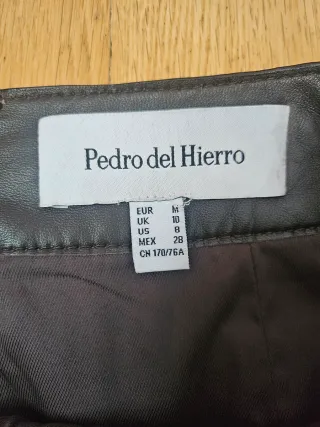 Pedro del Hierro
EUR M
UK 10
US 8
MEX 28
CN 170/76A